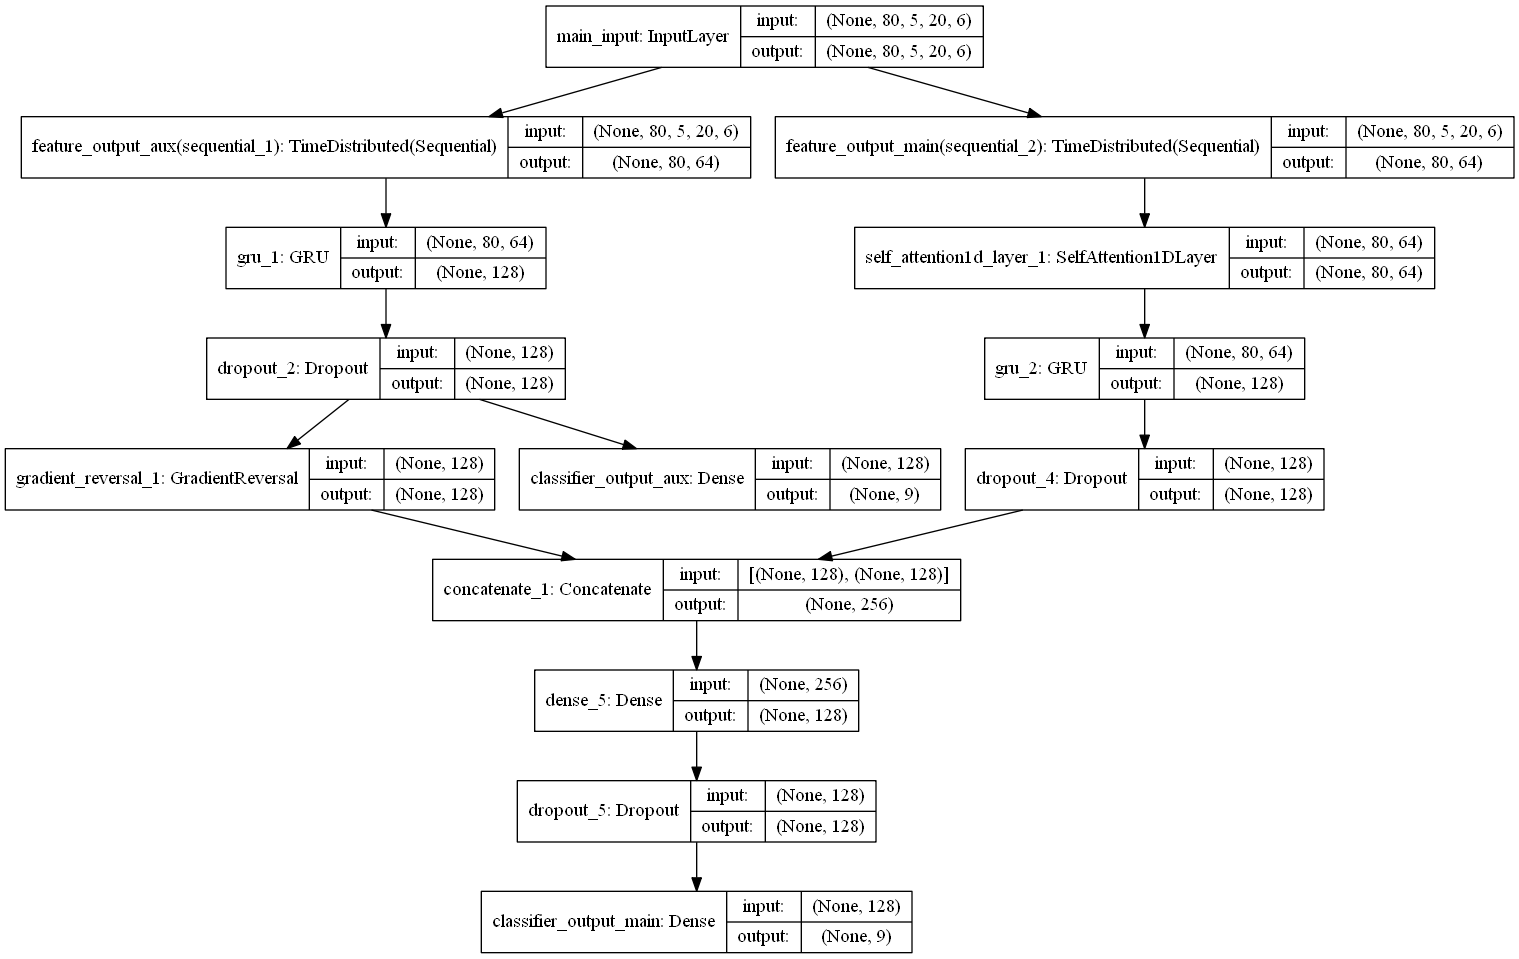 main_input: InputLayer
input:
(None, 80, 5, 20, 6)
output:
(None, 80, 5, 20, 6)
feature_output_aux(sequential_1): TimeDistributed(Sequential)
input:
(None, 80, 5, 20, 6)
output:
(None, 80, 64)
feature_output_main(sequential_2): TimeDistributed(Sequential)
input:
(None, 80, 5, 20, 6)
output:
(None, 80, 64)
gru_1: GRU
input:
(None, 80, 64)
output:
(None, 128)
self_attention1d_layer_1: SelfAttention1DLayer
input:
(None, 80, 64)
output:
(None, 80, 64)
dropout_2: Dropout
input:
(None, 128)
output:
(None, 128)
gru_2: GRU
input:
(None, 80, 64)
output:
(None, 128)
gradient_reversal_1: GradientReversal
input:
(None, 128)
output:
(None, 128)
classifier_output_aux: Dense
input:
(None, 128)
output:
(None, 9)
dropout_4: Dropout
input:
(None, 128)
output:
(None, 128)
concatenate_1: Concatenate
input:
[(None, 128), (None, 128)]
output:
(None, 256)
dense_5: Dense
input:
(None, 256)
output:
(None, 128)
dropout_5: Dropout
input:
(None, 128)
output:
(None, 128)
classifier_output_main: Dense
input:
(None, 128)
output:
(None, 9)